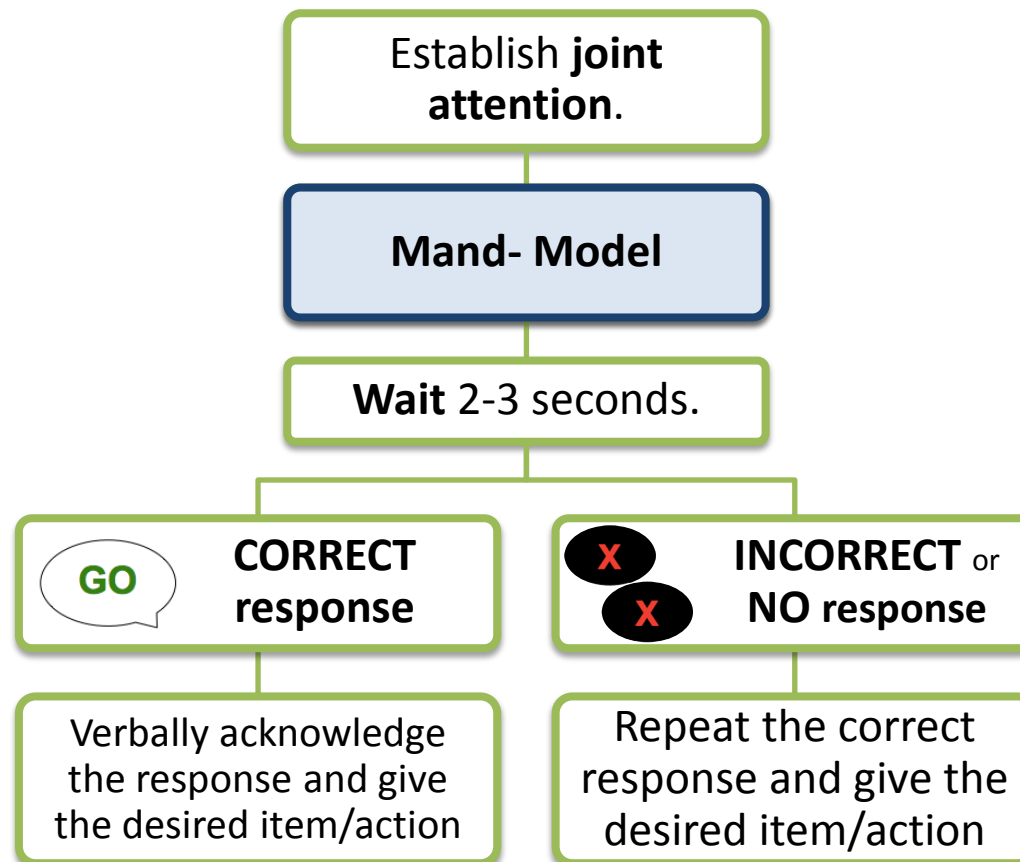 Establish joint
attention.
Mand- Model
Wait 2-3 seconds.
GO
CORRECT
response
X
X
INCORRECT or
NO response
Verbally acknowledge
the response and give
the desired item/action
Repeat the correct
response and give the
desired item/action